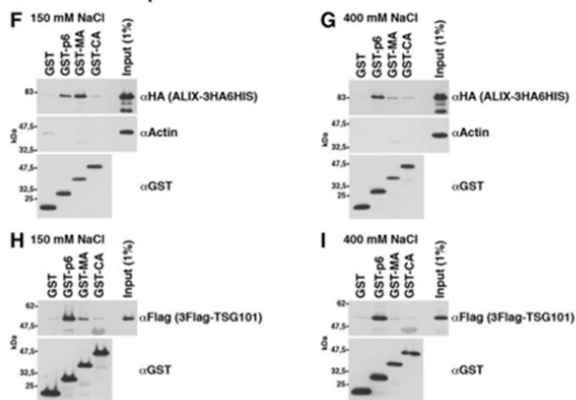 F 150 mM NaCl
GST
GST-p6
GST-MA
GST-CA
Input (1%)
83-
αHA (ALIX-3HA6HIS)
47,5-
αActin
32,5-
kDa
47,5-
32,5-
25-
αGST
G 400 mM NaCl
GST
GST-p6
GST-MA
GST-CA
Input (1%)
83-
αHA (ALIX-3HA6HIS)
47,5-
αActin
32,5-
kDa
47,5-
32,5-
25-
αGST
H 150 mM NaCl
GST
GST-p6
GST-MA
GST-CA
Input (1%)
62-
αFlag (3Flag-TSG101)
47,5-
kDa
47,5-
32,5-
25-
αGST
I 400 mM NaCl
GST
GST-p6
GST-MA
GST-CA
Input (1%)
62-
αFlag (3Flag-TSG101)
47,5-
kDa
47,5-
32,5-
25-
αGST